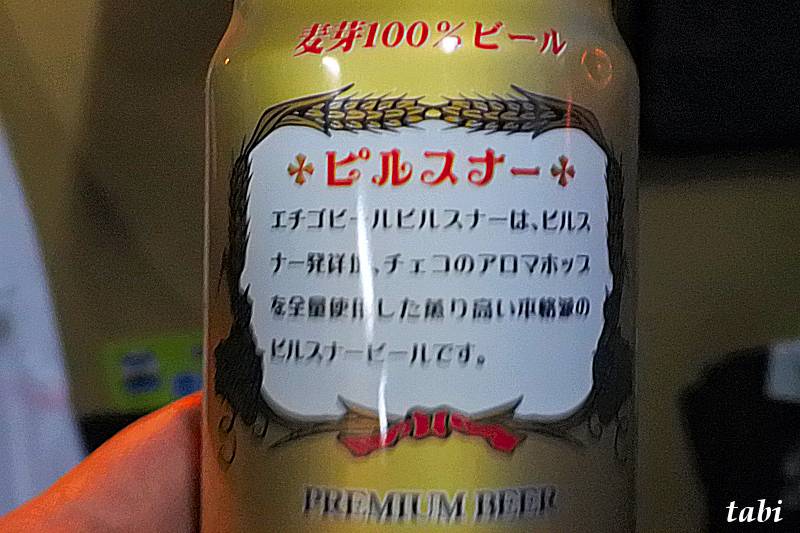 麦芽100%ビール
ピルスナー
エチゴビールピルスナーは、ピルス
ナー発祥地、チェコのアロマホップ
を全量使用した薫り高い本格派の
ピルスナービールです。
PREMIUM BEER
tabi